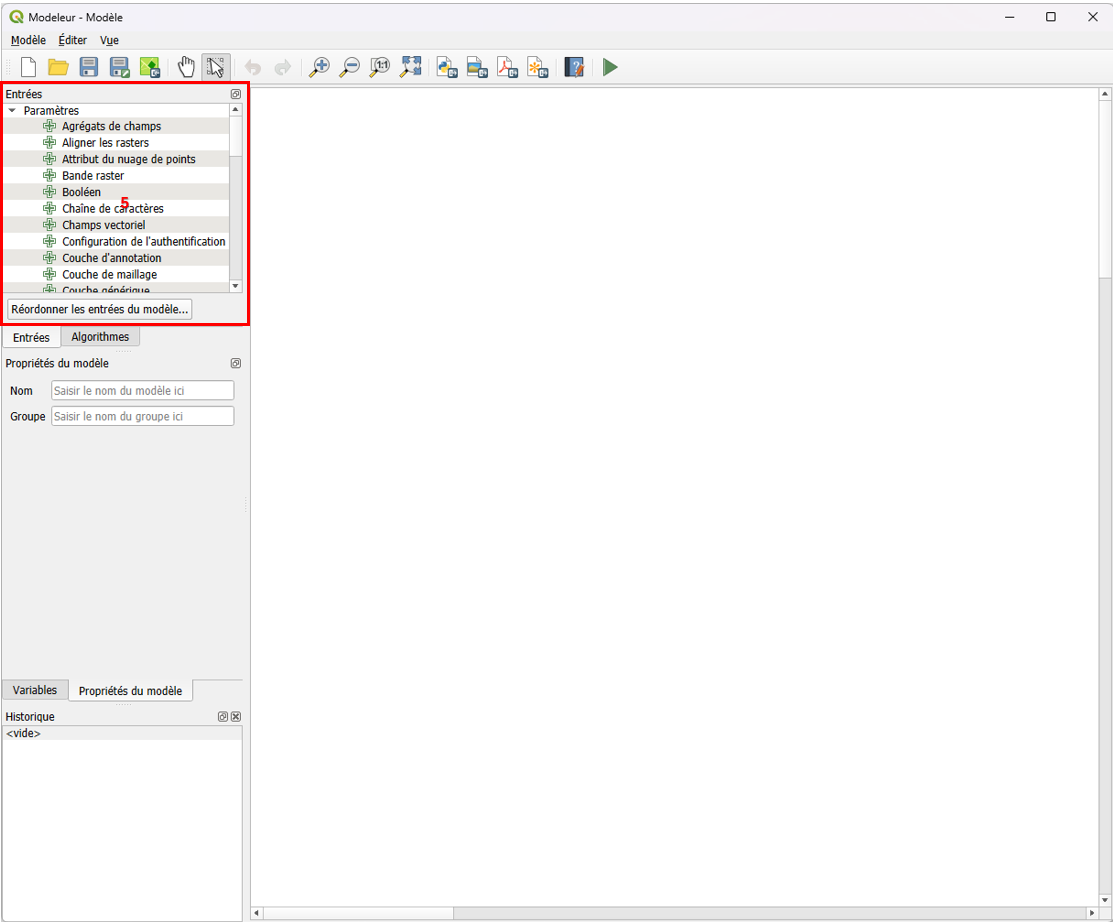 Modeleur - Modèle
Modèle Éditer Vue
1:1
Entrées
Paramètres
Agrégats de champs
Aligner les rasters
Attribut du nuage de points
Bande raster
Booléen
5
Chaîne de caractères
Champs vectoriel
Configuration de l'authentification
Couche d'annotation
Couche de maillage
Couche générique
Réordonner les entrées du modèle...
Entrées Algorithmes
Propriétés du modèle
Nom Saisir le nom du modèle ici
Groupe Saisir le nom du groupe ici
Variables Propriétés du modèle
Historique
<vide>